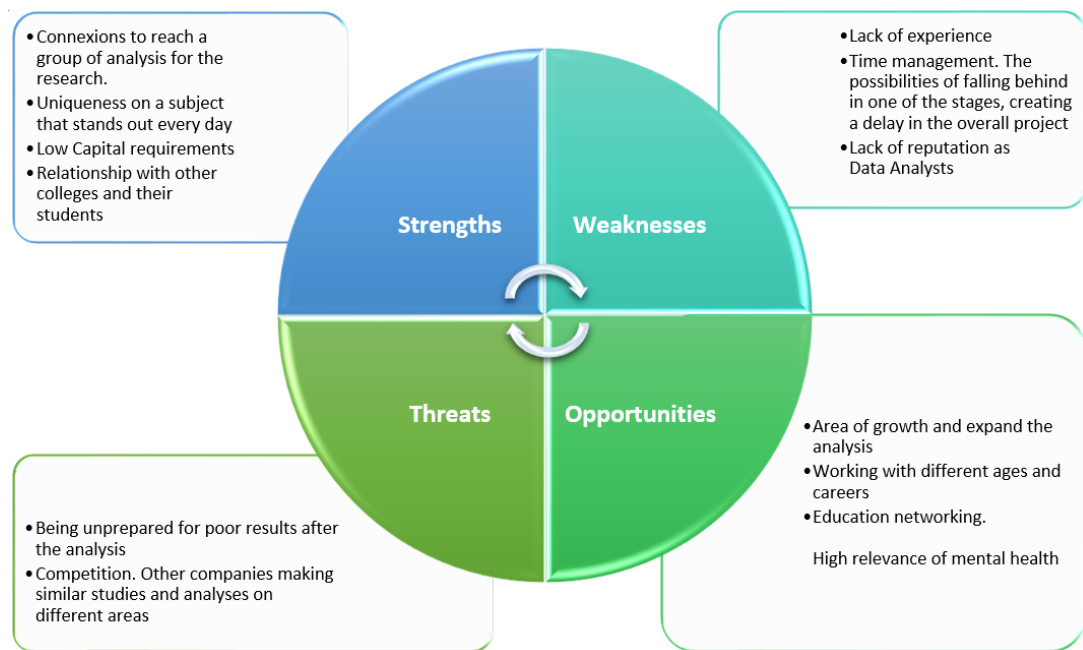 •Connexions to reach a
group of analysis for the
research.
•Uniqueness on a subject
that stands out every day
•Low Capital requirements
•Relationship with other
colleges and their
students
•Lack of experience
•Time management. The
possibilities of falling behind
in one of the stages, creating
a delay in the overall project
•Lack of reputation as
Data Analysts
Strengths
Weaknesses
Threats
Opportunities
•Being unprepared for poor results after
the analysis
•Competition. Other companies making
similar studies and analyses on
different areas
•Area of growth and expand the
analysis
•Working with different ages and
careers
•Education networking.
High relevance of mental health